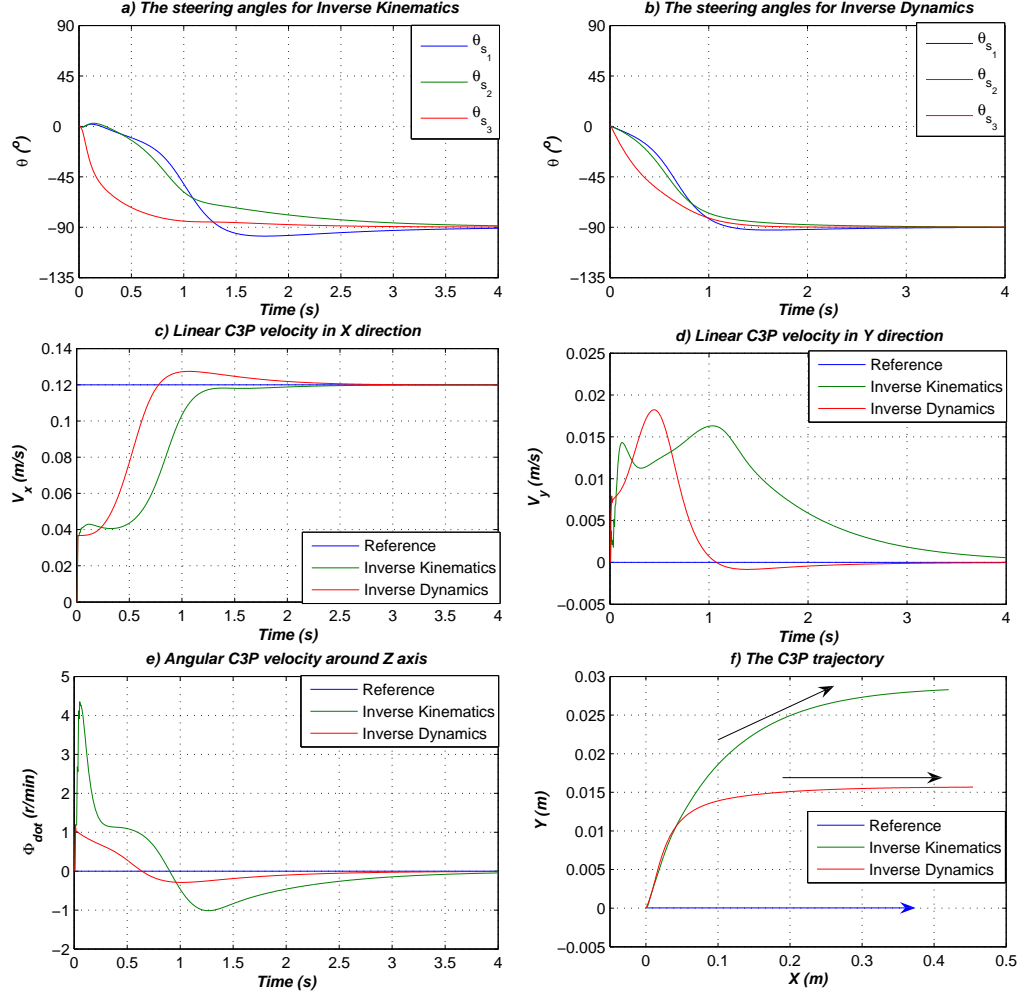 a) The steering angles for Inverse Kinematics
90
45
0
−45
−90
−135
θ (º)
0 0.5 1 1.5 2 2.5 3 3.5 4
Time (s)
θs1
θs2
θs3
b) The steering angles for Inverse Dynamics
90
45
0
−45
−90
−135
θ (º)
0 1 2 3 4
Time (s)
θs1
θs2
θs3
c) Linear C3P velocity in X direction
0.14
0.12
0.1
0.08
0.06
0.04
0.02
0
Vx (m/s)
0 0.5 1 1.5 2 2.5 3 3.5 4
Time (s)
Reference
Inverse Kinematics
Inverse Dynamics
d) Linear C3P velocity in Y direction
0.025
0.02
0.015
0.01
0.005
0
−0.005
Vy (m/s)
0 1 2 3 4
Time (s)
Reference
Inverse Kinematics
Inverse Dynamics
e) Angular C3P velocity around Z axis
5
4
3
2
1
0
−1
−2
Φdot (r/min)
0 0.5 1 1.5 2 2.5 3 3.5 4
Time (s)
Reference
Inverse Kinematics
Inverse Dynamics
f) The C3P trajectory
0.03
0.025
0.02
0.015
0.01
0.005
0
−0.005
Y (m)
0 0.1 0.2 0.3 0.4 0.5
X (m)
Reference
Inverse Kinematics
Inverse Dynamics